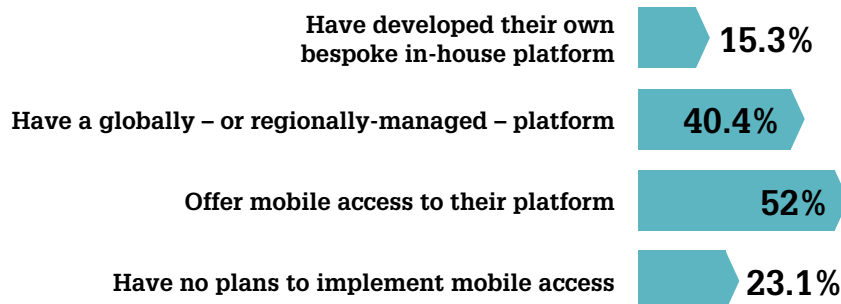 Have developed their own
bespoke in-house platform
15.3%
Have a globally – or regionally-managed – platform
40.4%
Offer mobile access to their platform
52%
Have no plans to implement mobile access
23.1%